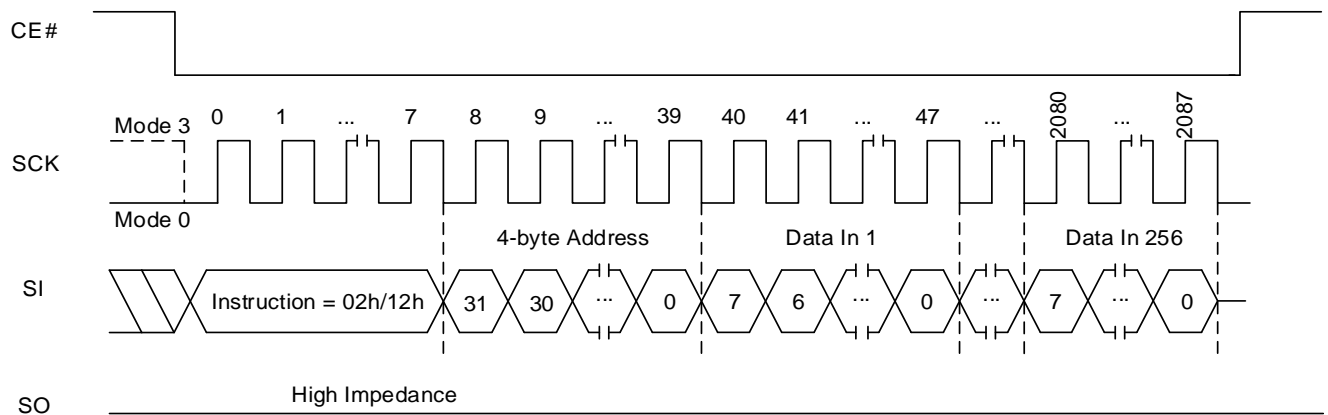 CE#
0 1 ... 7 8 9 ... 39 40 41 ... 47 ... 2080 ... 2087
Mode 3
SCK
Mode 0
4-byte Address Data In 1 Data In 256
SI Instruction = 02h/12h 31 30 ... 0 7 6 ... 0 ... 7 ... 0
High Impedance
SO